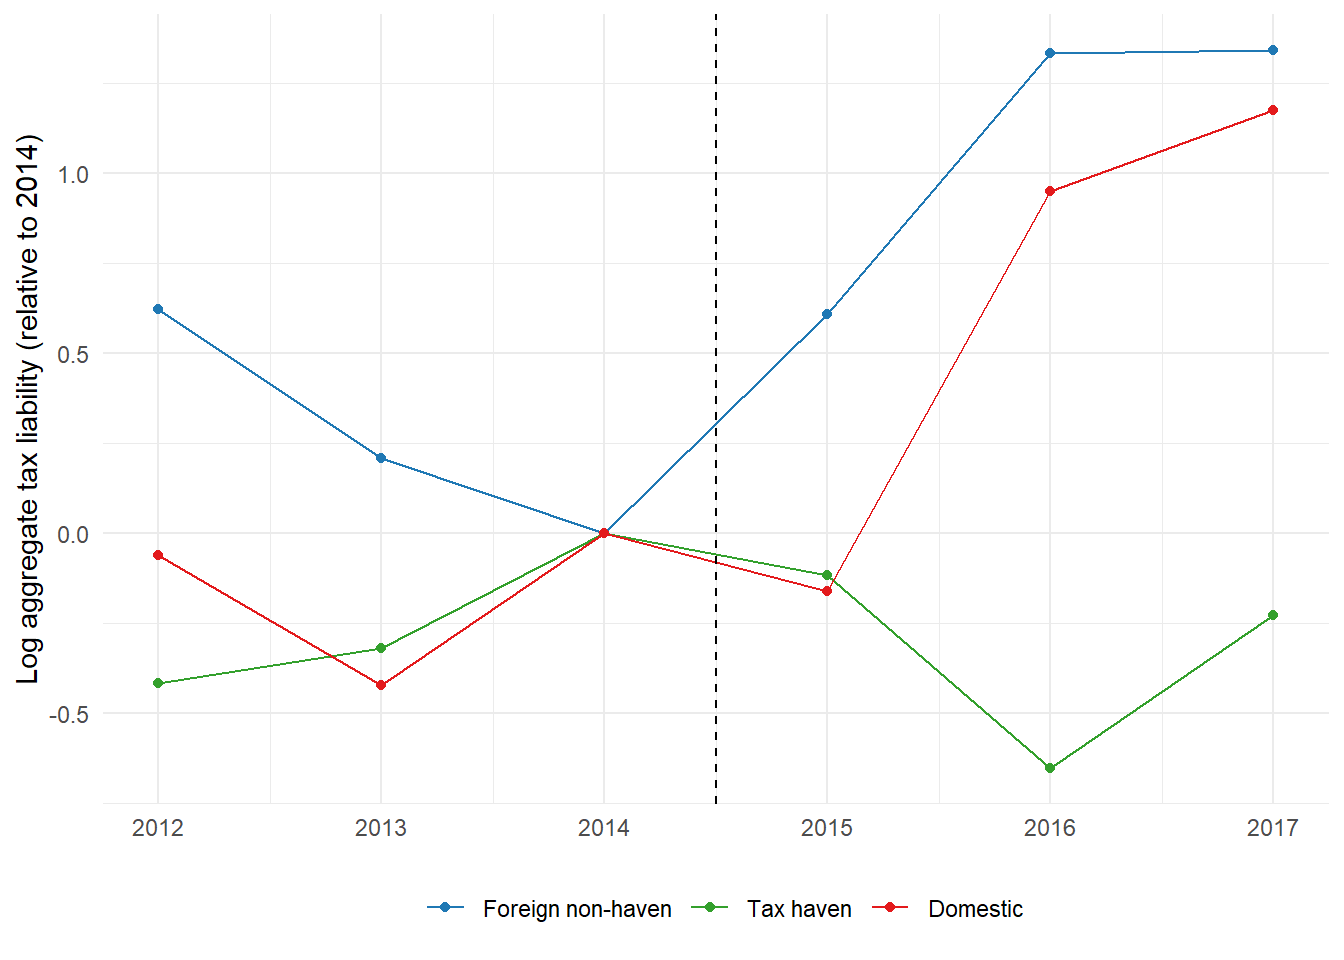 Log aggregate tax liability (relative to 2014)
1.0
0.5
0.0
-0.5
2012 2013 2014 2015 2016 2017
Foreign non-haven Tax haven Domestic